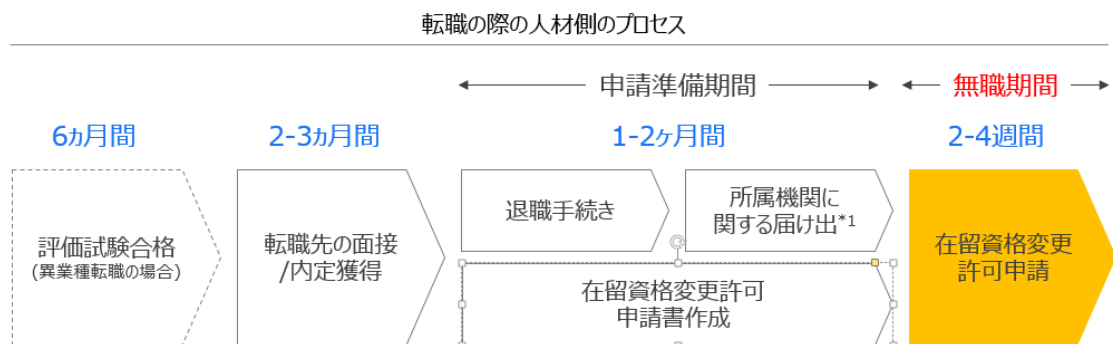 転職の際の人材側のプロセス
申請準備期間
無職期間
6ヵ月間
2-3ヵ月間
1-2ヶ月間
2-4週間
評価試験合格
(異業種転職の場合)
転職先の面接
/内定獲得
退職手続き
所属機関に
関する届け出*1
在留資格変更許可
申請書作成
在留資格変更
許可申請